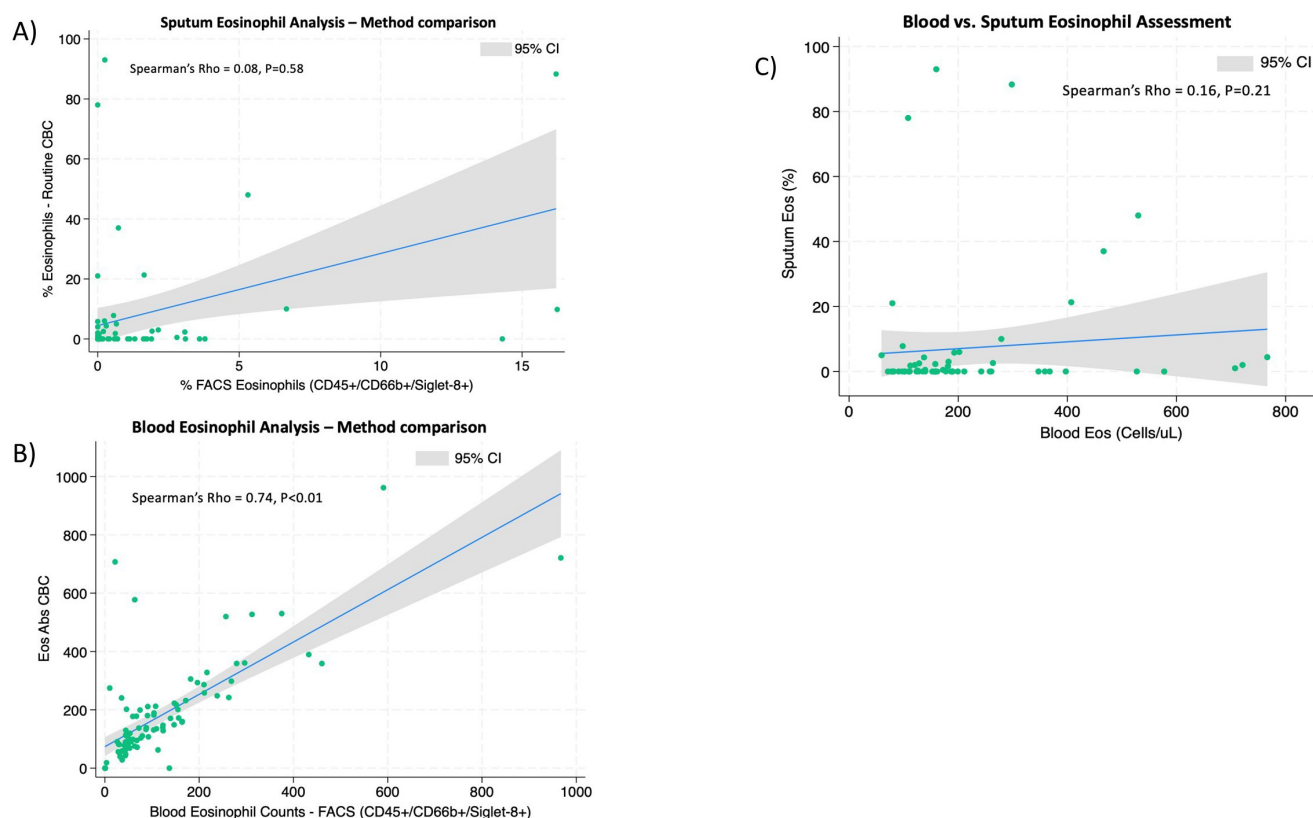 A)
Sputum Eosinophil Analysis – Method comparison
95% CI
Spearman's Rho = 0.08, P=0.58
100
80
60
40
20
0
% Eosinophils - Routine CBC
0 5 10 15
% FACS Eosinophils (CD45+/CD66b+/Siglet-8+)
B)
Blood Eosinophil Analysis – Method comparison
95% CI
Spearman's Rho = 0.74, P<0.01
1000
800
600
400
200
0
Eos Abs CBC
0 200 400 600 800 1000
Blood Eosinophil Counts - FACS (CD45+/CD66b+/Siglet-8+)
C)
Blood vs. Sputum Eosinophil Assessment
95% CI
Spearman's Rho = 0.16, P=0.21
100
80
60
40
20
0
Sputum Eos (%)
0 200 400 600 800
Blood Eos (Cells/uL)